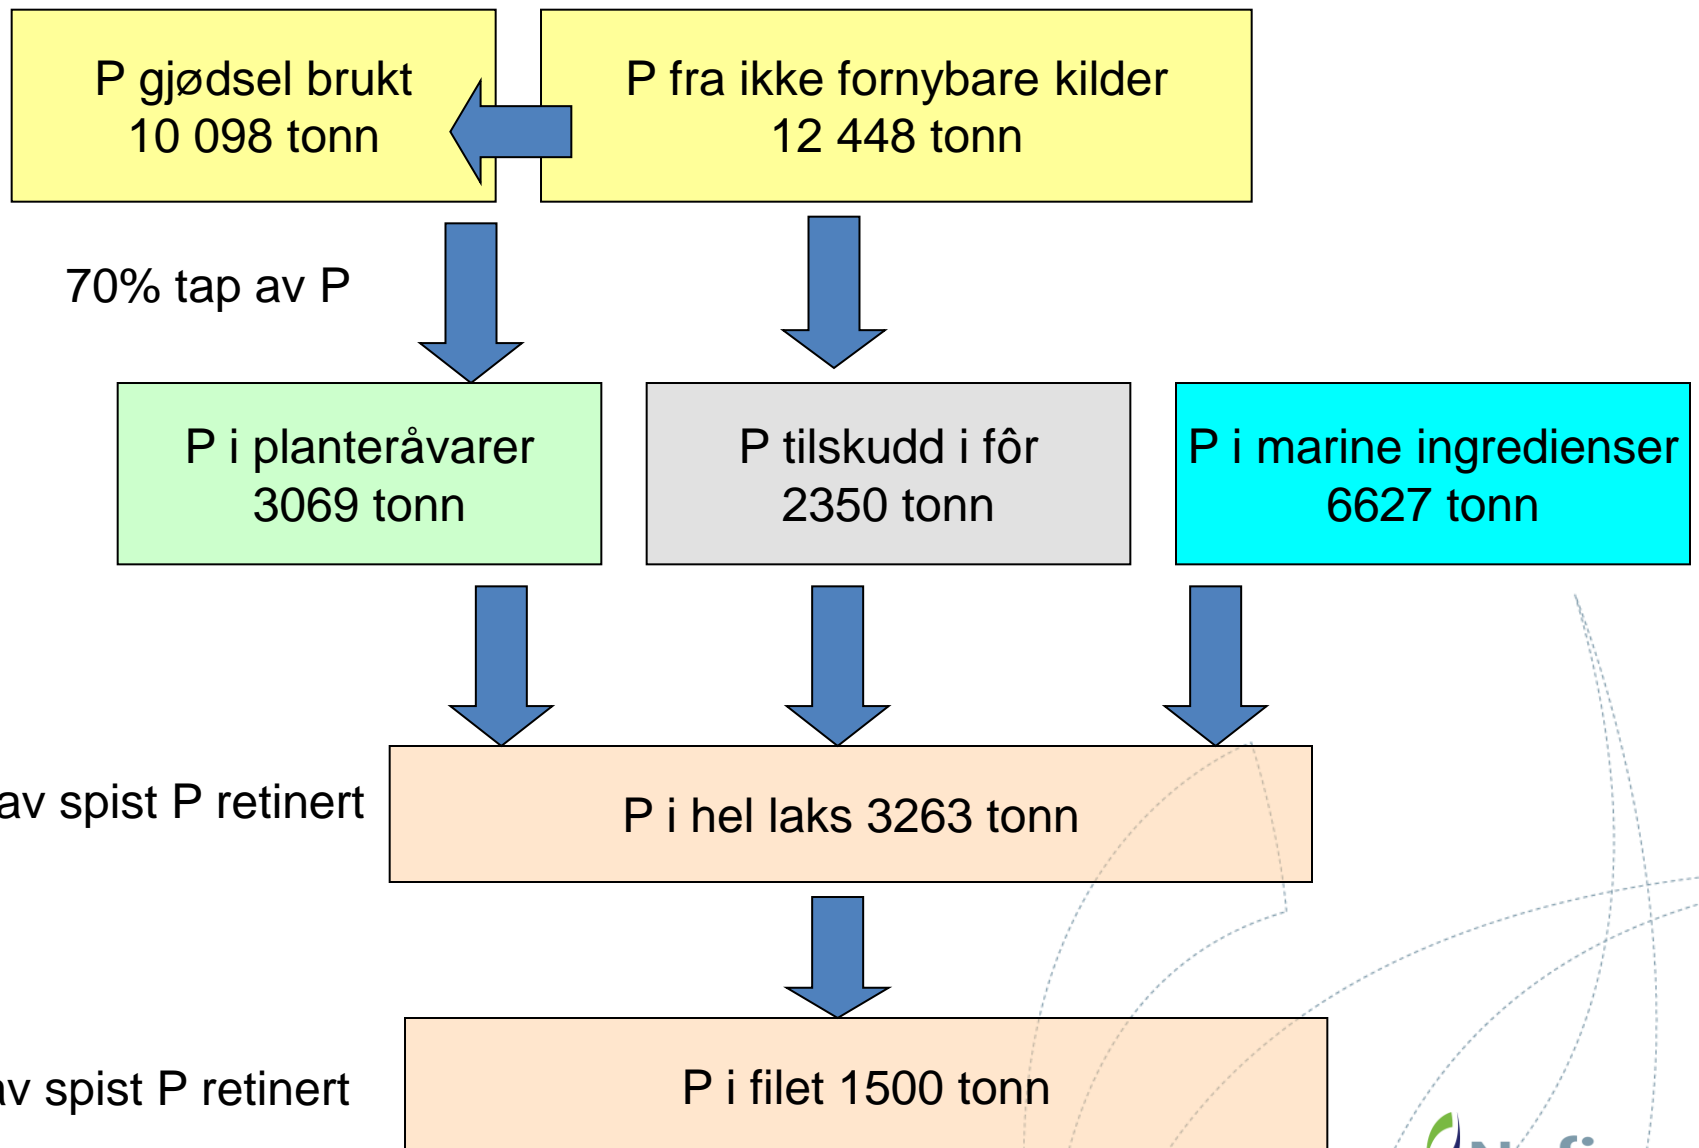 P gjødsel brukt
10 098 tonn
P fra ikke fornybare kilder
12 448 tonn
70% tap av P
P i planteråvarer
3069 tonn
P tilskudd i fôr
2350 tonn
P i marine ingredienser
6627 tonn
av spist P retinert
P i hel laks 3263 tonn
av spist P retinert
P i filet 1500 tonn